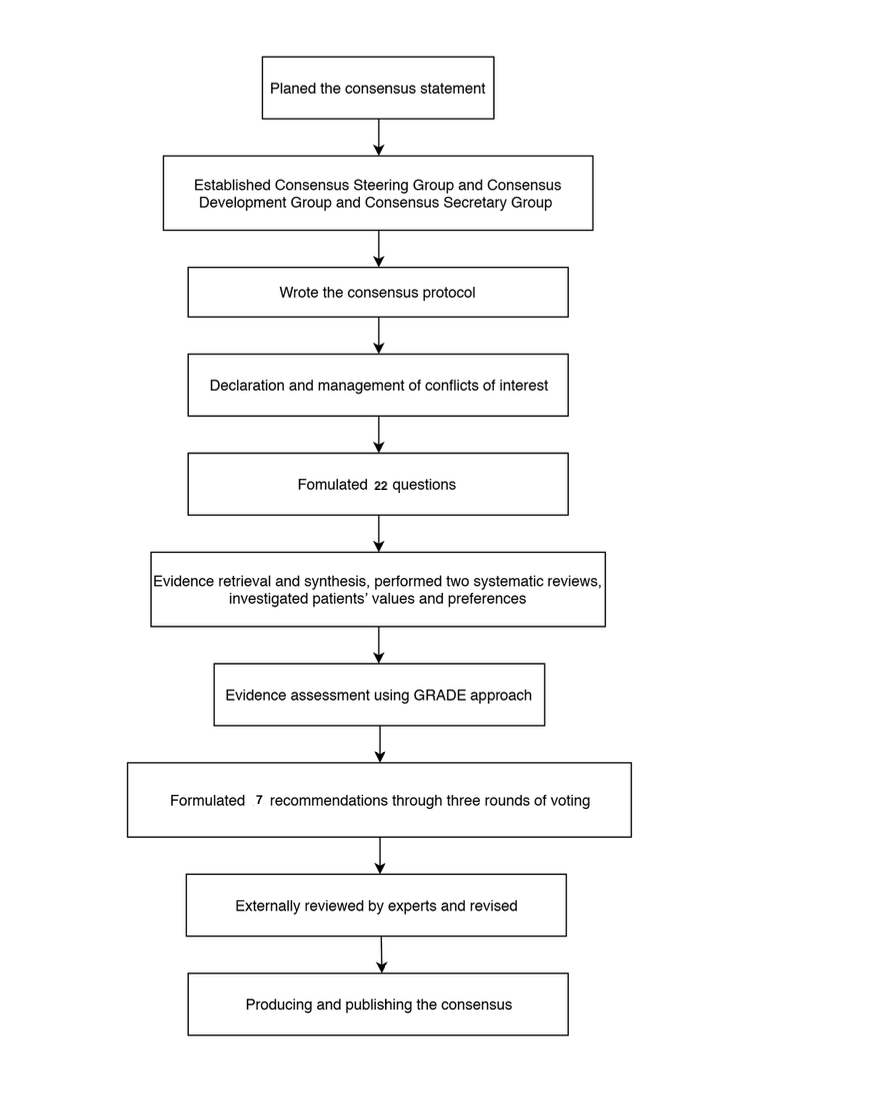 Planed the consensus statement
Established Consensus Steering Group and Consensus
Development Group and Consensus Secretary Group
Wrote the consensus protocol
Declaration and management of conflicts of interest
Fomulated 22 questions
Evidence retrieval and synthesis, performed two systematic reviews,
investigated patients’ values and preferences
Evidence assessment using GRADE approach
Formulated 7 recommendations through three rounds of voting
Externally reviewed by experts and revised
Producing and publishing the consensus